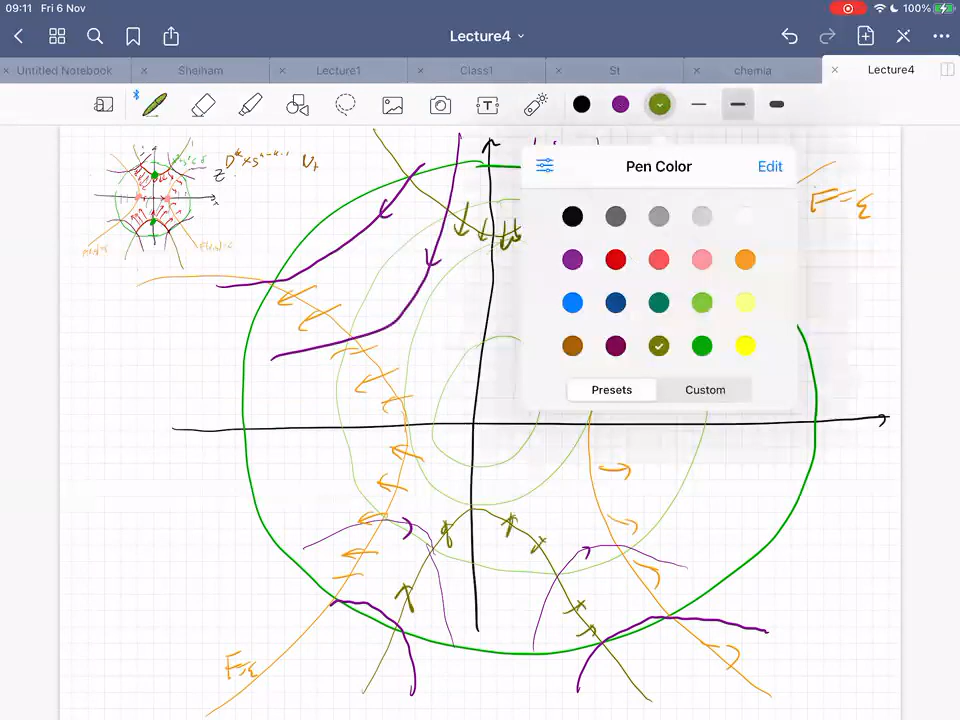 09:11 Fri 6 Nov
100%
Lecture4
Untitled Notebook
Sheiham
Lecture1
Class1
St
chemia
Lecture4
Pen Color
Edit
Presets
Custom
F=ε
F=ε